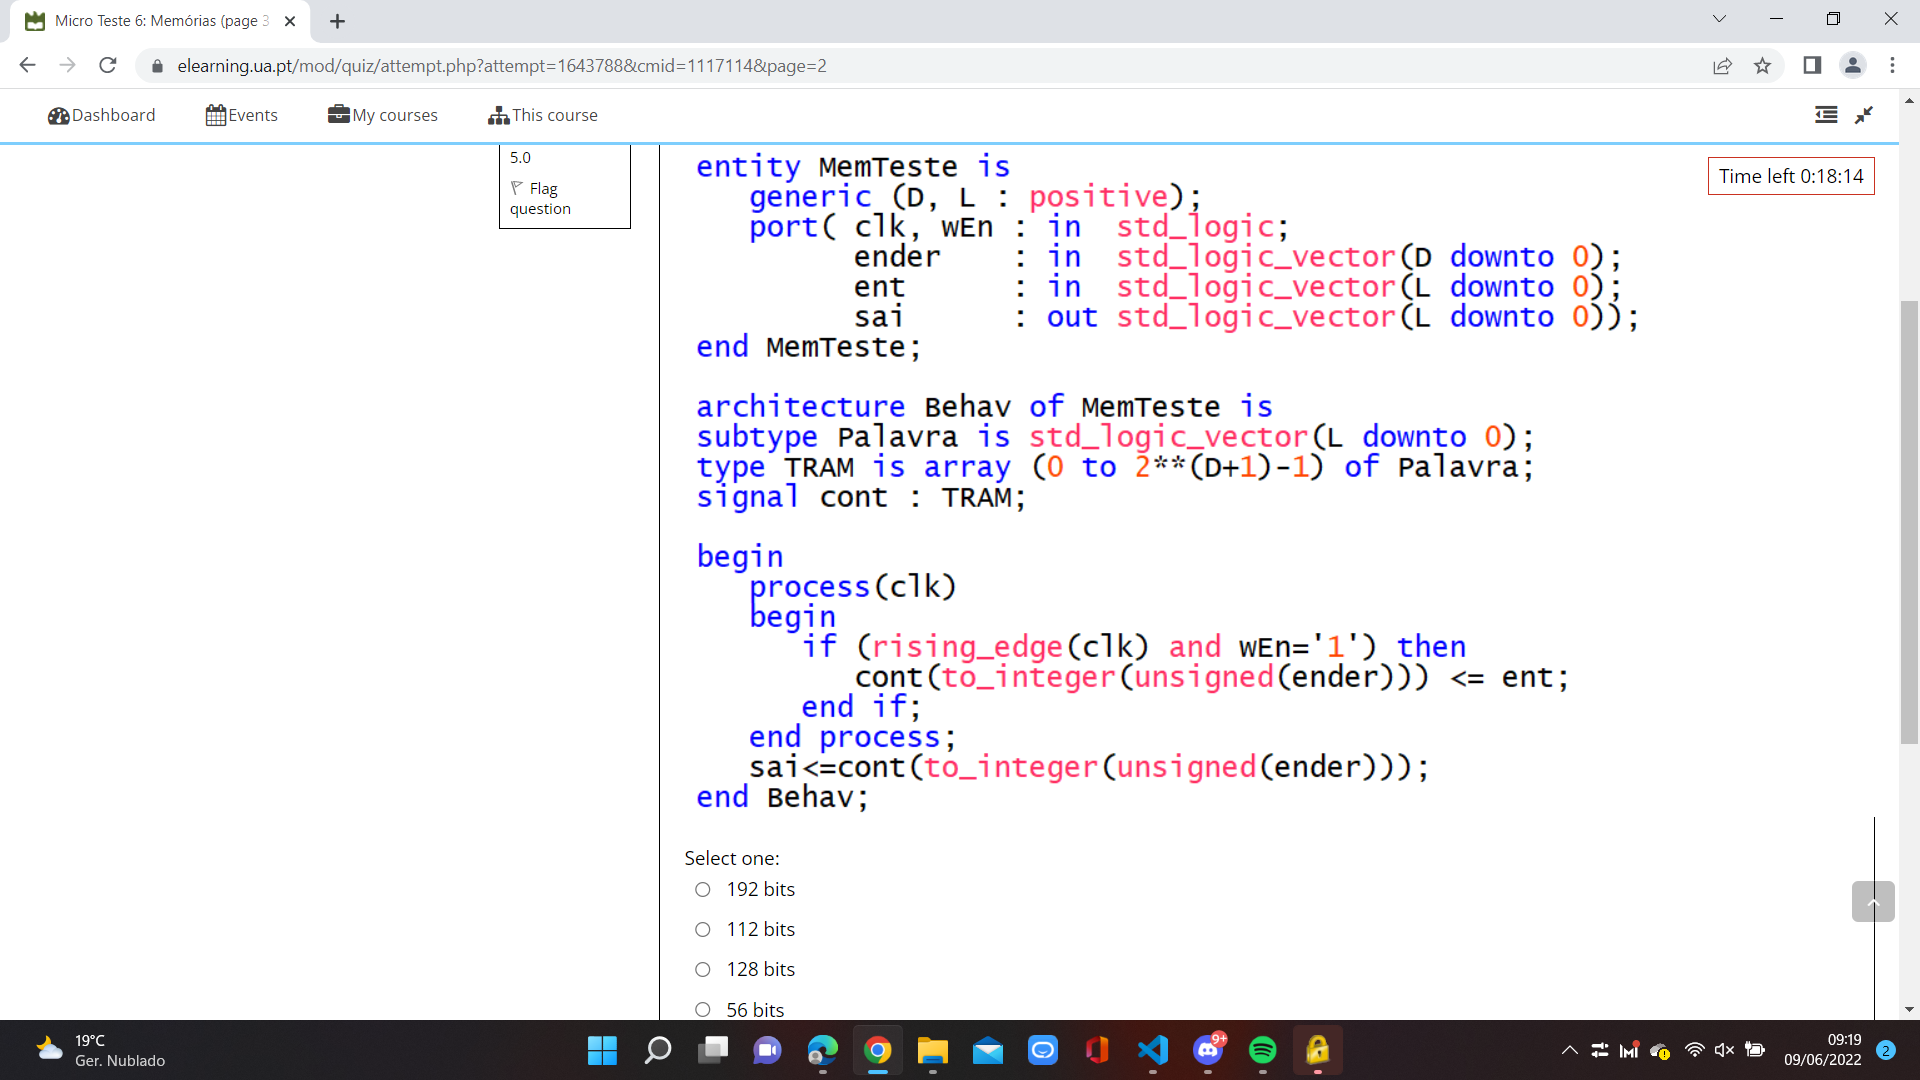 Micro Teste 6: Memórias (page 3
elearning.ua.pt/mod/quiz/attempt.php?attempt=1643788&cmid=1117114&page=2
Dashboard Events My courses This course
5.0
Flag question
Time left 0:18:14
entity MemTeste is
generic (D, L : positive);
port( clk, wEn : in std_logic;
ender : in std_logic_vector(D downto 0);
ent : in std_logic_vector(L downto 0);
sai : out std_logic_vector(L downto 0));
end MemTeste;
architecture Behav of MemTeste is
subtype Palavra is std_logic_vector(L downto 0);
type TRAM is array (0 to 2**(D+1)-1) of Palavra;
signal cont : TRAM;
begin
process(clk)
begin
if (rising_edge(clk) and wEn='1') then
cont(to_integer(unsigned(ender))) <= ent;
end if;
end process;
sai<=cont(to_integer(unsigned(ender)));
end Behav;
Select one:
192 bits
112 bits
128 bits
56 bits
19°C
Ger. Nublado
9+
09:19
09/06/2022
2